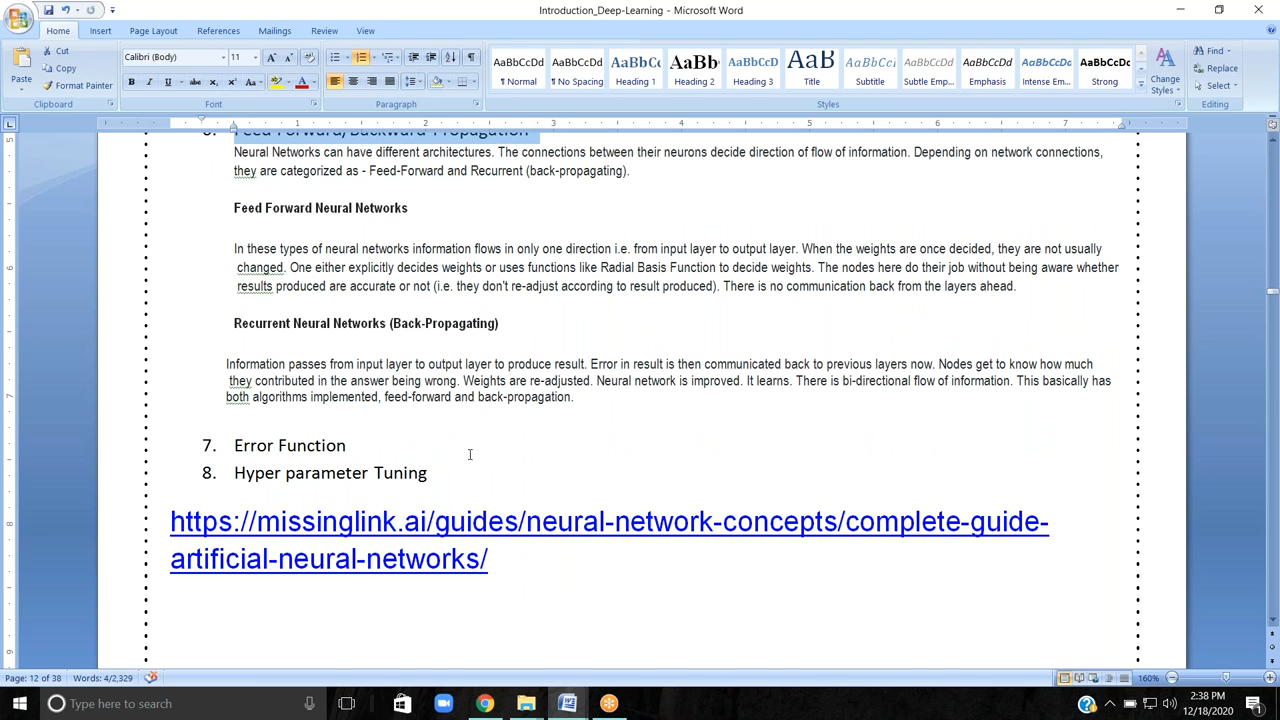 Introduction_Deep-Learning - Microsoft Word
Home Insert Page Layout References Mailings Review View
Paste
Cut
Copy
Format Painter
Clipboard
Calibri (Body) 11
Font
Paragraph
AaBbCcDd AaBbCcDd AaBbC AaBbC AaBbCcD AaB AaBbCcI AaBbCcDd AaBbCcDd AaBbCcDd AaBbCcDc
¶ Normal ¶ No Spacing Heading 1 Heading 2 Heading 3 Title Subtitle Subtle Emp... Emphasis Intense Em... Strong
Change Styles
Styles
Find
Replace
Select
Editing
1 2 3 4 5 6 7
Feed-Forward/Backward Propagation
Neural Networks can have different architectures. The connections between their neurons decide direction of flow of information. Depending on network connections,
they are categorized as - Feed-Forward and Recurrent (back-propagating).
Feed Forward Neural Networks
In these types of neural networks information flows in only one direction i.e. from input layer to output layer. When the weights are once decided, they are not usually
changed. One either explicitly decides weights or uses functions like Radial Basis Function to decide weights. The nodes here do their job without being aware whether
results produced are accurate or not (i.e. they don't re-adjust according to result produced). There is no communication back from the layers ahead.
Recurrent Neural Networks (Back-Propagating)
Information passes from input layer to output layer to produce result. Error in result is then communicated back to previous layers now. Nodes get to know how much
they contributed in the answer being wrong. Weights are re-adjusted. Neural network is improved. It learns. There is bi-directional flow of information. This basically has
both algorithms implemented, feed-forward and back-propagation.
7. Error Function
8. Hyper parameter Tuning
https://missinglink.ai/guides/neural-network-concepts/complete-guide-
artificial-neural-networks/
Page: 12 of 38 Words: 4/2,329
160%
Type here to search
2:38 PM
12/18/2020